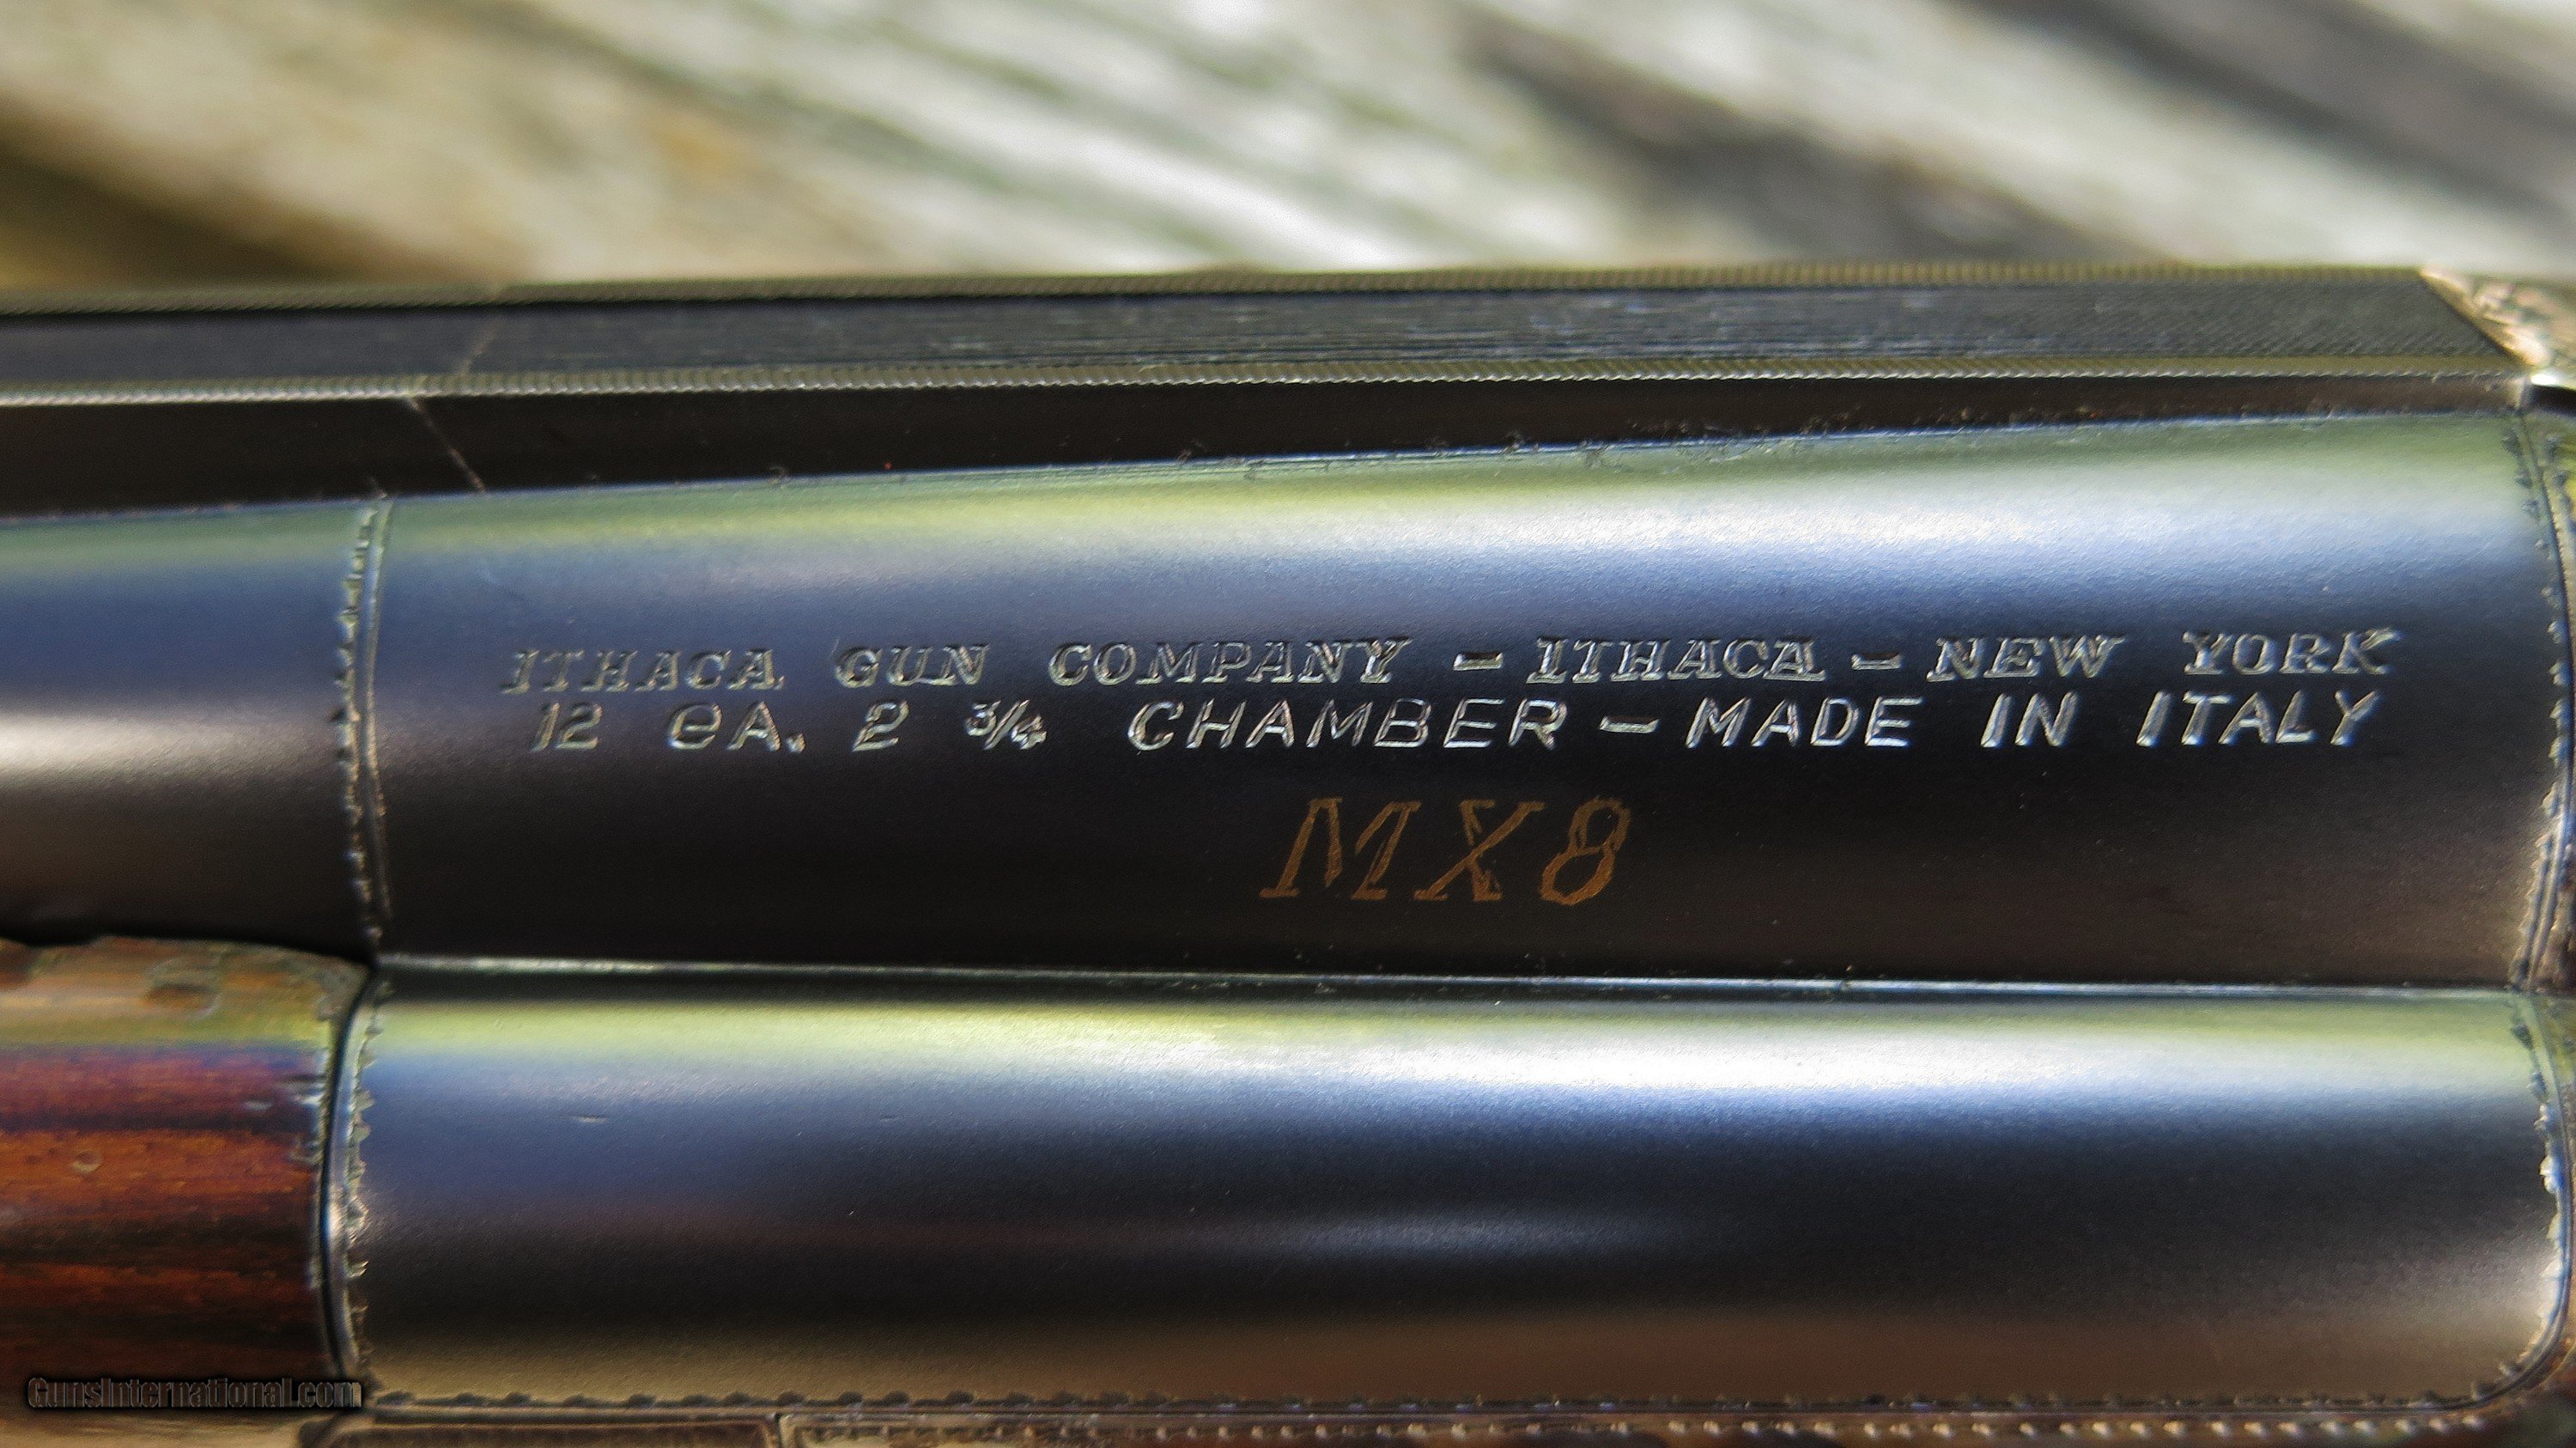 ITHACA GUN COMPANY - ITHACA - NEW YORK
12 GA. 2 3/4 CHAMBER - MADE IN ITALY
MX8
GunsInternational.com